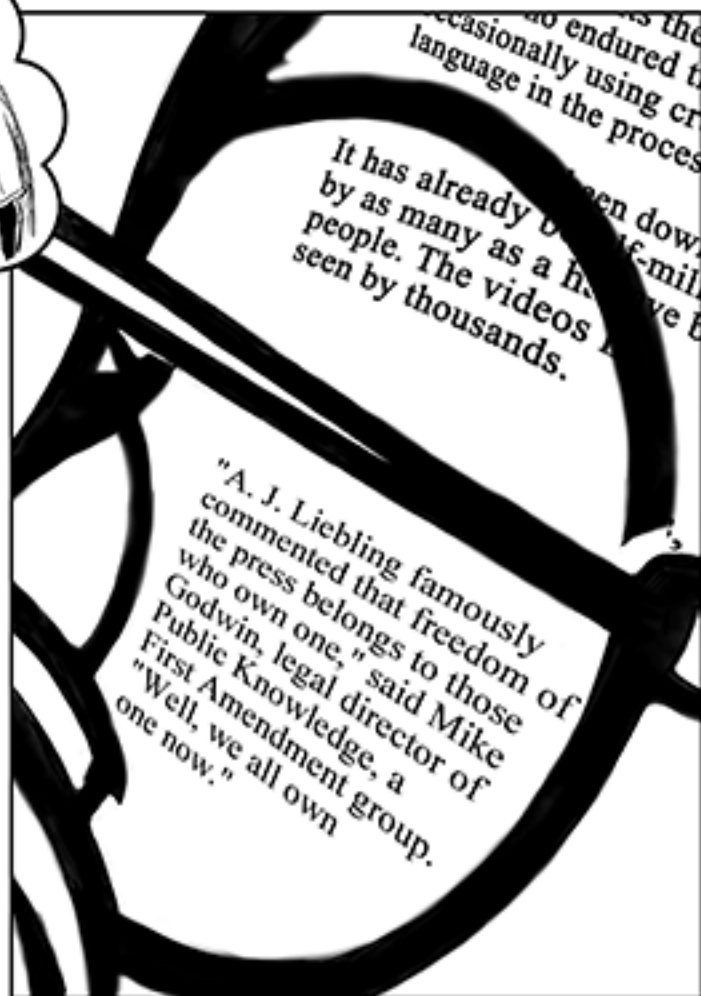 the
endured
occasionally using
language in the
It has already been
by as many as a
people. The videos
seen by thousands.
"A. J. Liebling famously
commented that freedom of
the press belongs to those
who own one," said Mike
Godwin, legal director of
Public Knowledge, a
First Amendment group.
"Well, we all own
one now."